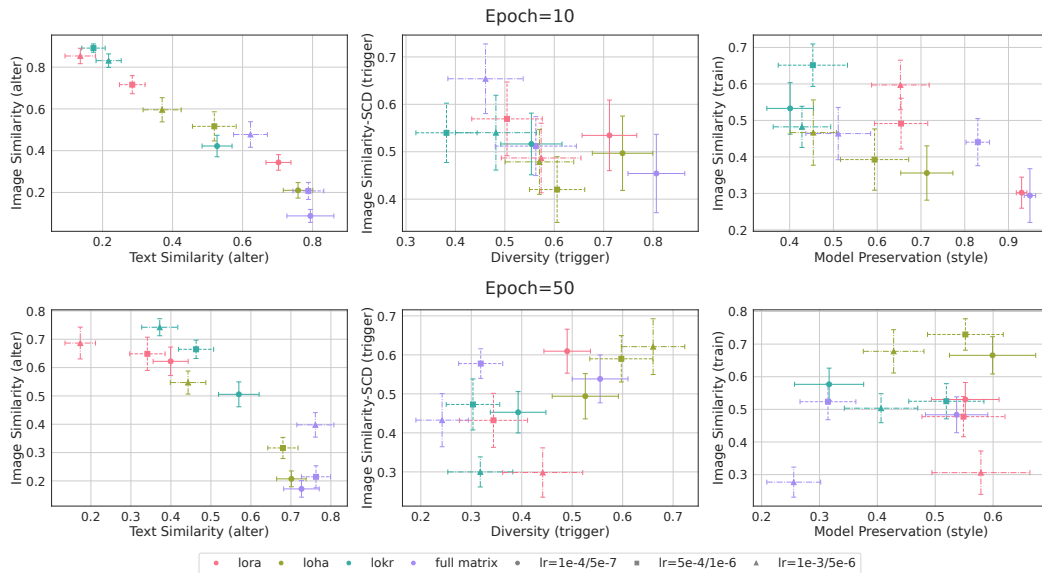 Epoch=10
Image Similarity (alter)
0.8
0.6
0.4
0.2
0.2 0.4 0.6 0.8
Text Similarity (alter)
Image Similarity-SCD (trigger)
0.7
0.6
0.5
0.4
0.3 0.4 0.5 0.6 0.7 0.8 0.9
Diversity (trigger)
Image Similarity (train)
0.7
0.6
0.5
0.4
0.3
0.2
0.4 0.5 0.6 0.7 0.8 0.9
Model Preservation (style)
Epoch=50
Image Similarity (alter)
0.8
0.7
0.6
0.5
0.4
0.3
0.2
0.2 0.3 0.4 0.5 0.6 0.7 0.8
Text Similarity (alter)
Image Similarity-SCD (trigger)
0.7
0.6
0.5
0.4
0.3
0.2 0.3 0.4 0.5 0.6 0.7
Diversity (trigger)
Image Similarity (train)
0.8
0.7
0.6
0.5
0.4
0.3
0.2 0.3 0.4 0.5 0.6
Model Preservation (style)
lora loha lokr full matrix lr=1e-4/5e-7 lr=5e-4/1e-6 lr=1e-3/5e-6